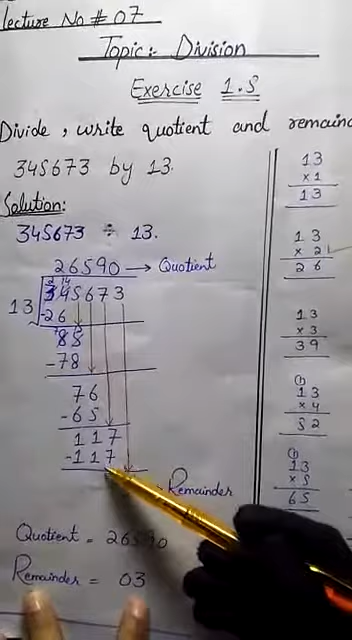 Lecture No # 07
Topic:- Division
Exercise 1.5
Divide, write quotient and remaind
345673 by 13.
Solution:
345673 ÷ 13.
26590 → Quotient
13 345673
-26
85
-78
76
-65
117
-117
Remainder
Quotient = 26590
Remainder = 03
13
×1
13
13
×2
26
13
×3
39
1
13
×4
52
1
13
×5
65